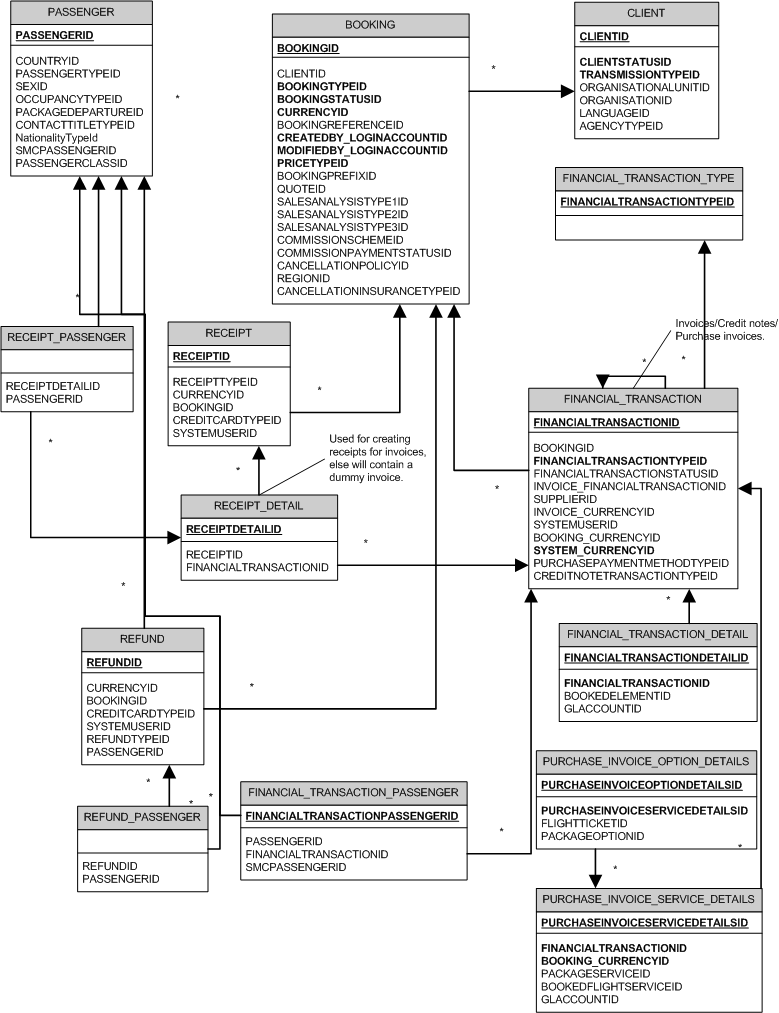 PASSENGER
PASSENGERID
COUNTRYID
PASSENGERTYPEID
SEXID
OCCUPANCYTYPEID
PACKAGEDEPARTUREID
CONTACTTITLETYPEID
NationalityTypeId
SMCPASSENGERID
PASSENGERCLASSID
*
BOOKING
BOOKINGID
CLIENTID
BOOKINGTYPEID
BOOKINGSTATUSID
CURRENCYID
BOOKINGREFERENCEID
CREATEDBY_LOGINACCOUNTID
MODIFIEDBY_LOGINACCOUNTID
PRICETYPEID
BOOKINGPREFIXID
QUOTEID
SALESANALYSISTYPE1ID
SALESANALYSISTYPE2ID
SALESANALYSISTYPE3ID
COMMISSIONSCHEMEID
COMMISSIONPAYMENTSTATUSID
CANCELLATIONPOLICYID
REGIONID
CANCELLATIONINSURANCETYPEID
*
CLIENT
CLIENTID
CLIENTSTATUSID
TRANSMISSIONTYPEID
ORGANISATIONALUNITID
ORGANISATIONID
LANGUAGEID
AGENCYTYPEID
FINANCIAL_TRANSACTION_TYPE
FINANCIALTRANSACTIONTYPEID
*
RECEIPT_PASSENGER
RECEIPTDETAILID
PASSENGERID
*
RECEIPT
RECEIPTID
RECEIPTTYPEID
CURRENCYID
BOOKINGID
CREDITCARDTYPEID
SYSTEMUSERID
*
Invoices/Credit notes/
Purchase invoices.
*
*
FINANCIAL_TRANSACTION
FINANCIALTRANSACTIONID
BOOKINGID
FINANCIALTRANSACTIONTYPEID
FINANCIALTRANSACTIONSTATUSID
INVOICE_FINANCIALTRANSACTIONID
SUPPLIERID
INVOICE_CURRENCYID
SYSTEMUSERID
BOOKING_CURRENCYID
SYSTEM_CURRENCYID
PURCHASEPAYMENTMETHODTYPEID
CREDITNOTETRANSACTIONTYPEID
Used for creating
receipts for invoices,
else will contain a
dummy invoice.
*
*
RECEIPT_DETAIL
RECEIPTDETAILID
RECEIPTID
FINANCIALTRANSACTIONID
*
*
*
FINANCIAL_TRANSACTION_DETAIL
FINANCIALTRANSACTIONDETAILID
FINANCIALTRANSACTIONID
BOOKEDELEMENTID
GLACCOUNTID
REFUND
REFUNDID
CURRENCYID
BOOKINGID
CREDITCARDTYPEID
SYSTEMUSERID
REFUNDTYPEID
PASSENGERID
*
*
*
*
REFUND_PASSENGER
REFUNDID
PASSENGERID
FINANCIAL_TRANSACTION_PASSENGER
FINANCIALTRANSACTIONPASSENGERID
PASSENGERID
FINANCIALTRANSACTIONID
SMCPASSENGERID
*
PURCHASE_INVOICE_OPTION_DETAILS
PURCHASEINVOICEOPTIONDETAILSID
PURCHASEINVOICESERVICEDETAILSID
FLIGHTTICKETID
PACKAGEOPTIONID
*
*
PURCHASE_INVOICE_SERVICE_DETAILS
PURCHASEINVOICESERVICEDETAILSID
FINANCIALTRANSACTIONID
BOOKING_CURRENCYID
PACKAGESERVICEID
BOOKEDFLIGHTSERVICEID
GLACCOUNTID